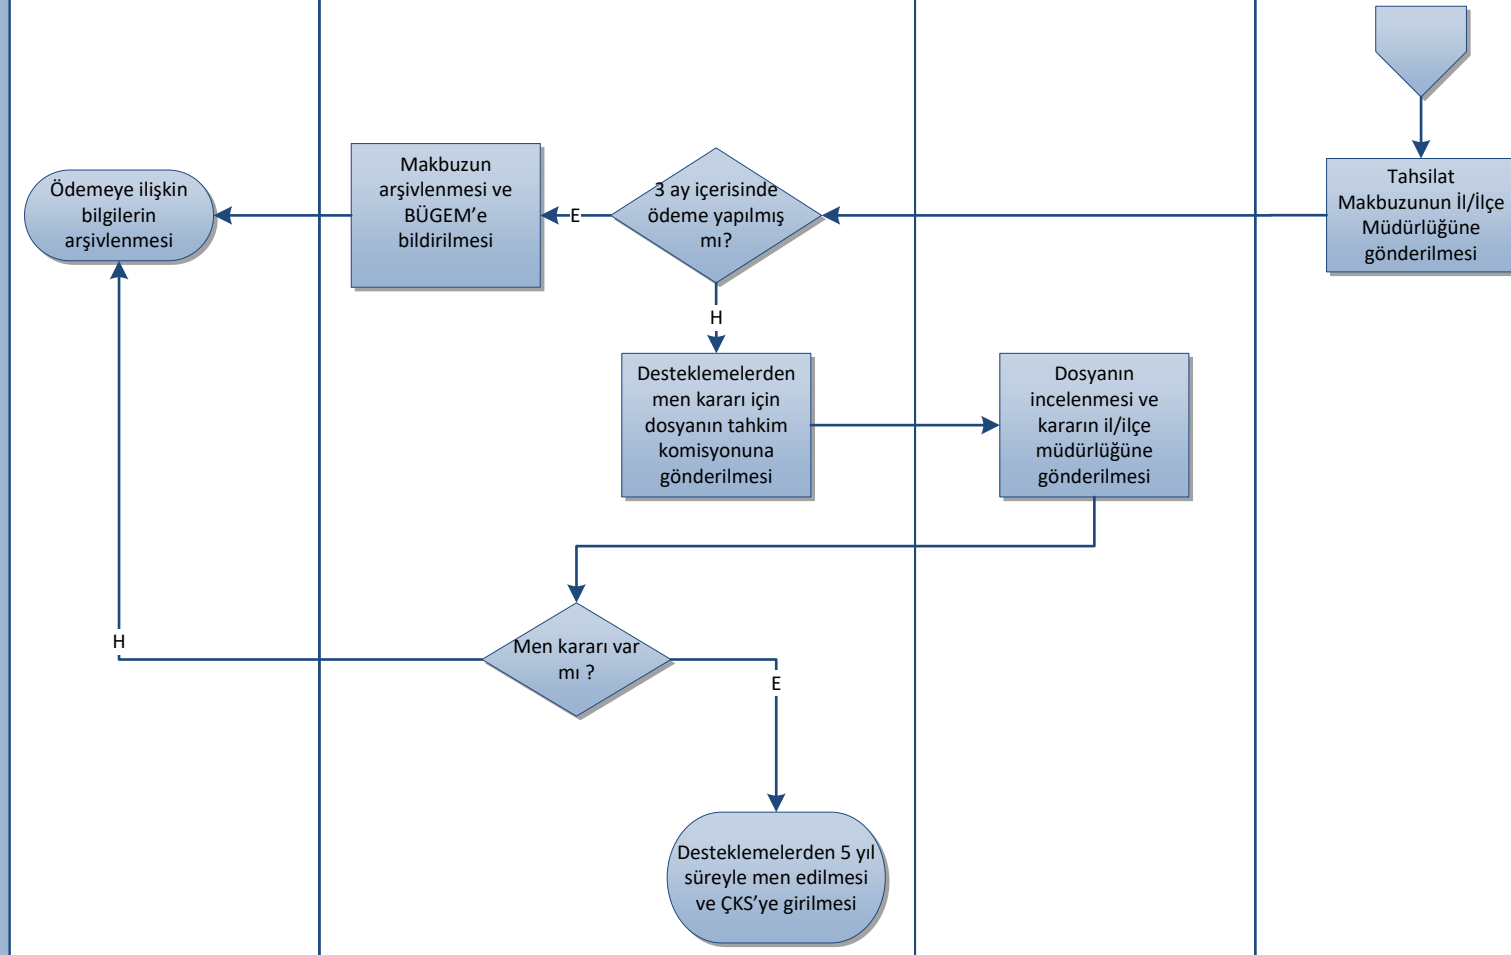 Ödemeye ilişkin
bilgilerin
arşivlenmesi
Makbuzun
arşivlenmesi ve
BÜGEM’e
bildirilmesi
E
3 ay içerisinde
ödeme yapılmış
mı?
Tahsilat
Makbuzunun İl/İlçe
Müdürlüğüne
gönderilmesi
H
Desteklemelerden
men kararı için
dosyanın tahkim
komisyonuna
gönderilmesi
Dosyanın
incelenmesi ve
kararın il/ilçe
müdürlüğüne
gönderilmesi
H
Men kararı var
mı ?
E
Desteklemelerden 5 yıl
süreyle men edilmesi
ve ÇKS’ye girilmesi